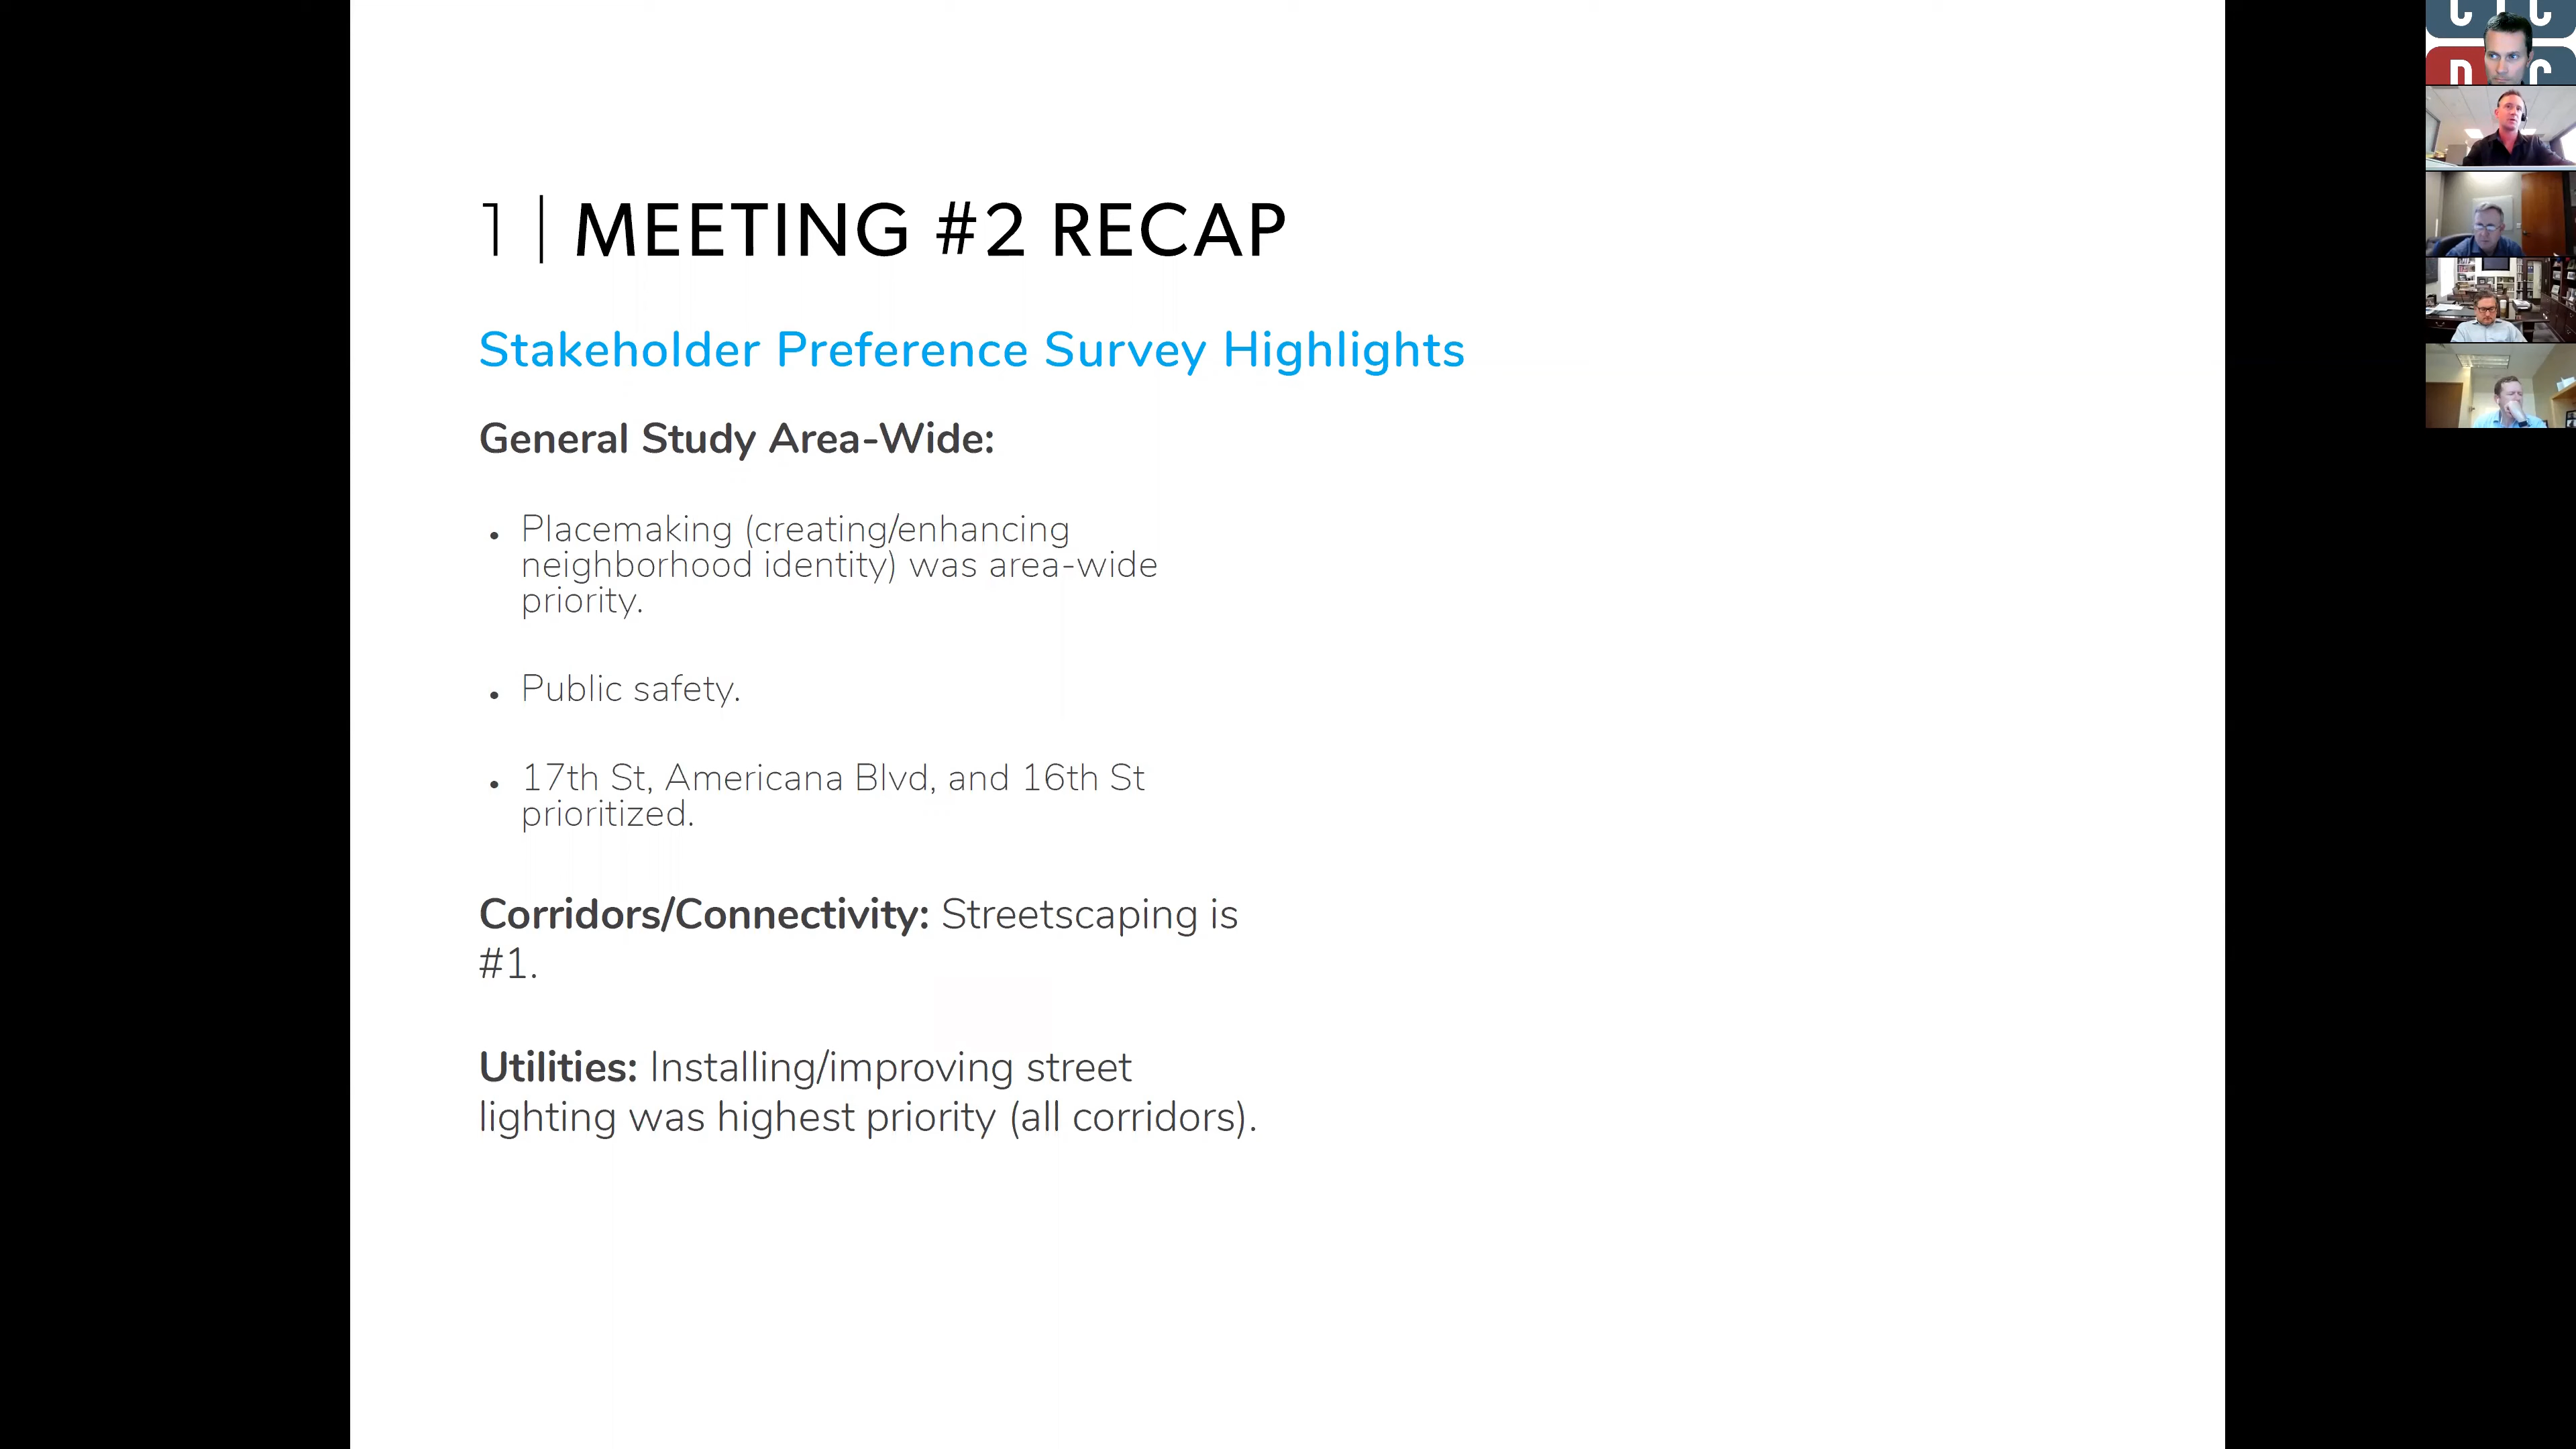 1 | MEETING #2 RECAP
Stakeholder Preference Survey Highlights
General Study Area-Wide:
• Placemaking (creating/enhancing
neighborhood identity) was area-wide
priority.
• Public safety.
• 17th St, Americana Blvd, and 16th St
prioritized.
Corridors/Connectivity: Streetscaping is
#1.
Utilities: Installing/improving street
lighting was highest priority (all corridors).